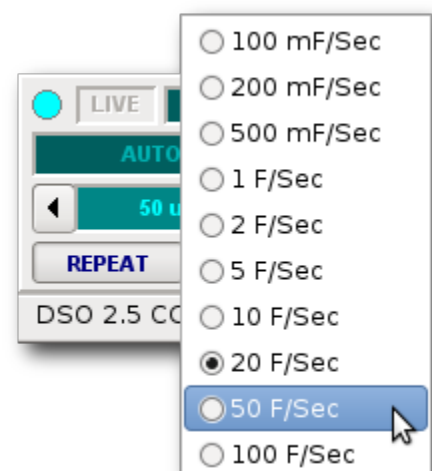 100 mF/Sec
200 mF/Sec
500 mF/Sec
1 F/Sec
2 F/Sec
5 F/Sec
10 F/Sec
20 F/Sec
50 F/Sec
100 F/Sec
LIVE
AUTO
50 u
REPEAT
DSO 2.5